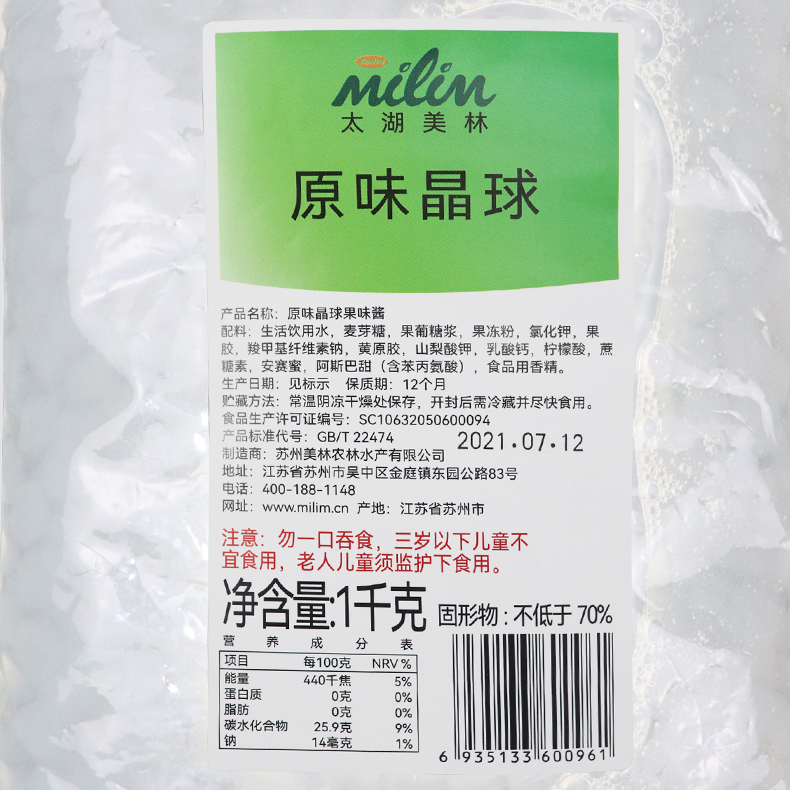 milin
太湖美林
原味晶球
产品名称：原味晶球果味酱
配料：生活饮用水，麦芽糖，果葡糖浆，果冻粉，氯化钾，果
胶，羧甲基纤维素钠，黄原胶，山梨酸钾，乳酸钙，柠檬酸，蔗
糖素，安赛蜜，阿斯巴甜（含苯丙氨酸），食品用香精。
生产日期：见标示 保质期：12个月
贮藏方法：常温阴凉干燥处保存，开封后需冷藏并尽快食用。
食品生产许可证编号：SC10632050600094
产品标准代号：GB/T 22474
2021.07.12
制造商：苏州美林农林水产有限公司
地址：江苏省苏州市吴中区金庭镇东园公路83号
电话：400-188-1148
网址：www.milim.cn 产地：江苏省苏州市
注意：勿一口吞食，三岁以下儿童不
宜食用，老人儿童须监护下食用。
净含量:1千克 固形物：不低于 70%
营养成分表
项目 每100克 NRV%
能量 440千焦 5%
蛋白质 0克 0%
脂肪 0克 0%
碳水化合物 25.9克 9%
钠 14毫克 1%
6 935133 600961